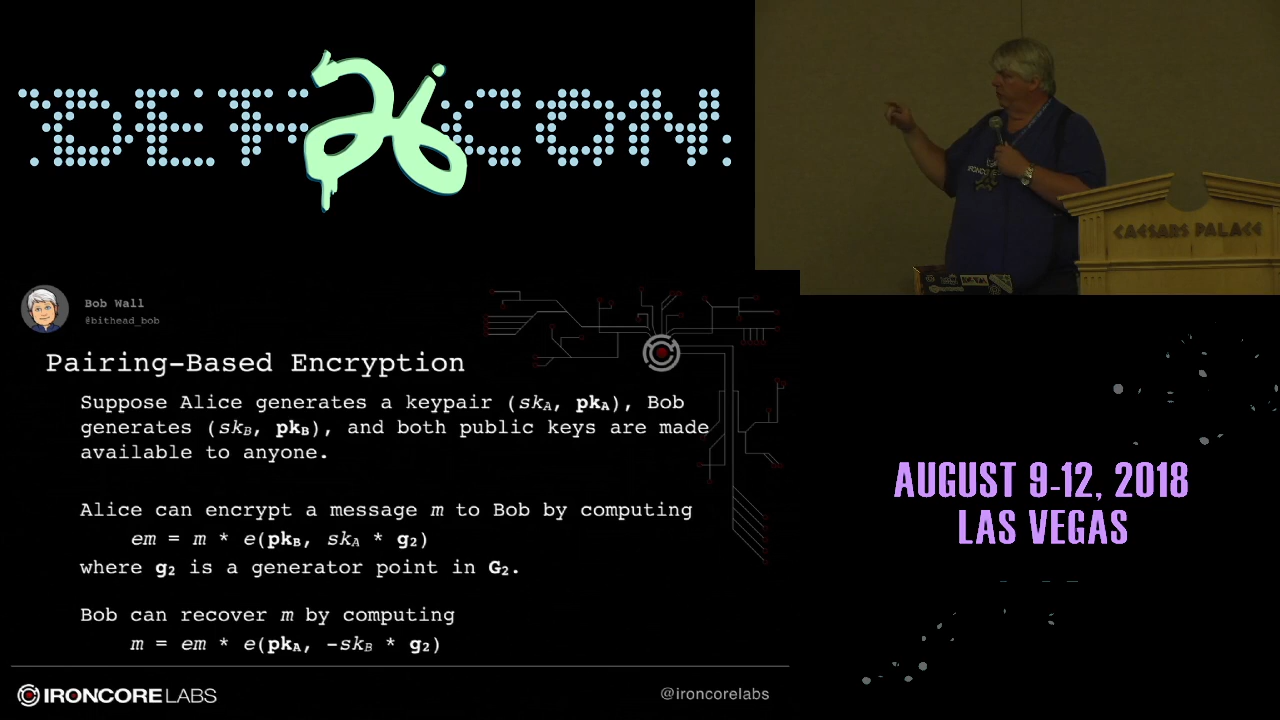 DEF 26 CON
CAESARS PALACE
Bob Wall
@bithead_bob
Pairing-Based Encryption
Suppose Alice generates a keypair (skA, pkA), Bob
generates (skB, pkB), and both public keys are made
available to anyone.
Alice can encrypt a message m to Bob by computing
em = m * e(pkB, skA * g2)
where g2 is a generator point in G2.
Bob can recover m by computing
m = em * e(pkA, -skB * g2)
IRONCORE LABS
@ironcorelabs
AUGUST 9-12, 2018
LAS VEGAS